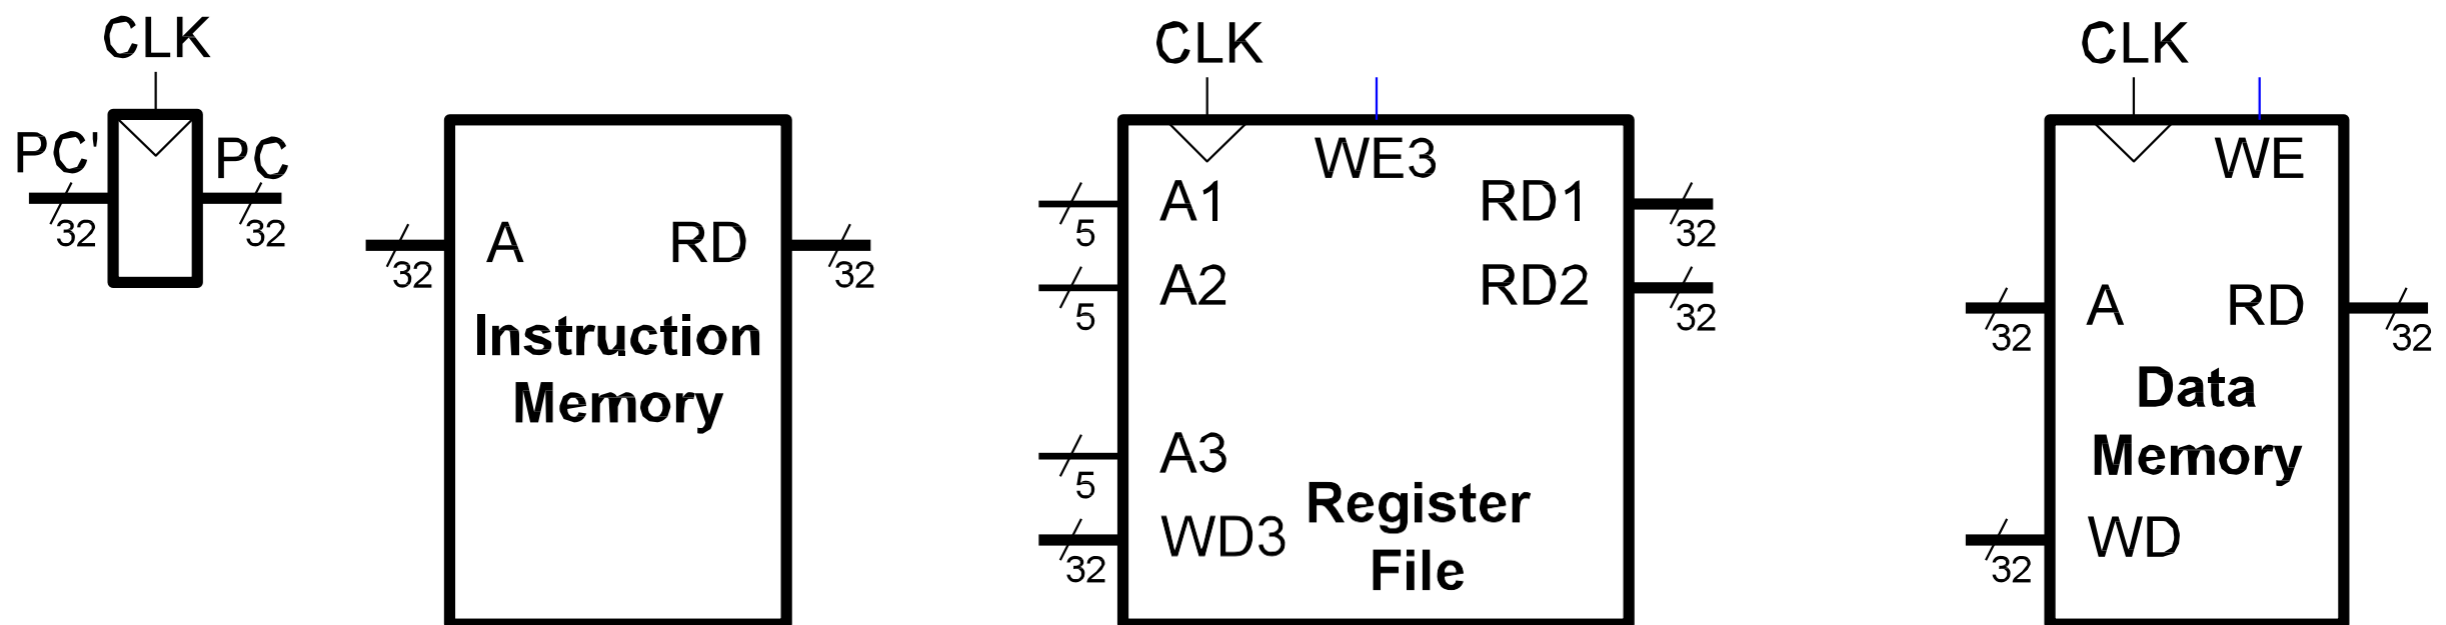 CLK
PC'
PC
32
32
A
RD
32
32
Instruction
Memory
CLK
WE3
A1
RD1
5
32
A2
RD2
5
32
A3
5
WD3
32
Register
File
CLK
WE
A
RD
32
32
Data
Memory
WD
32